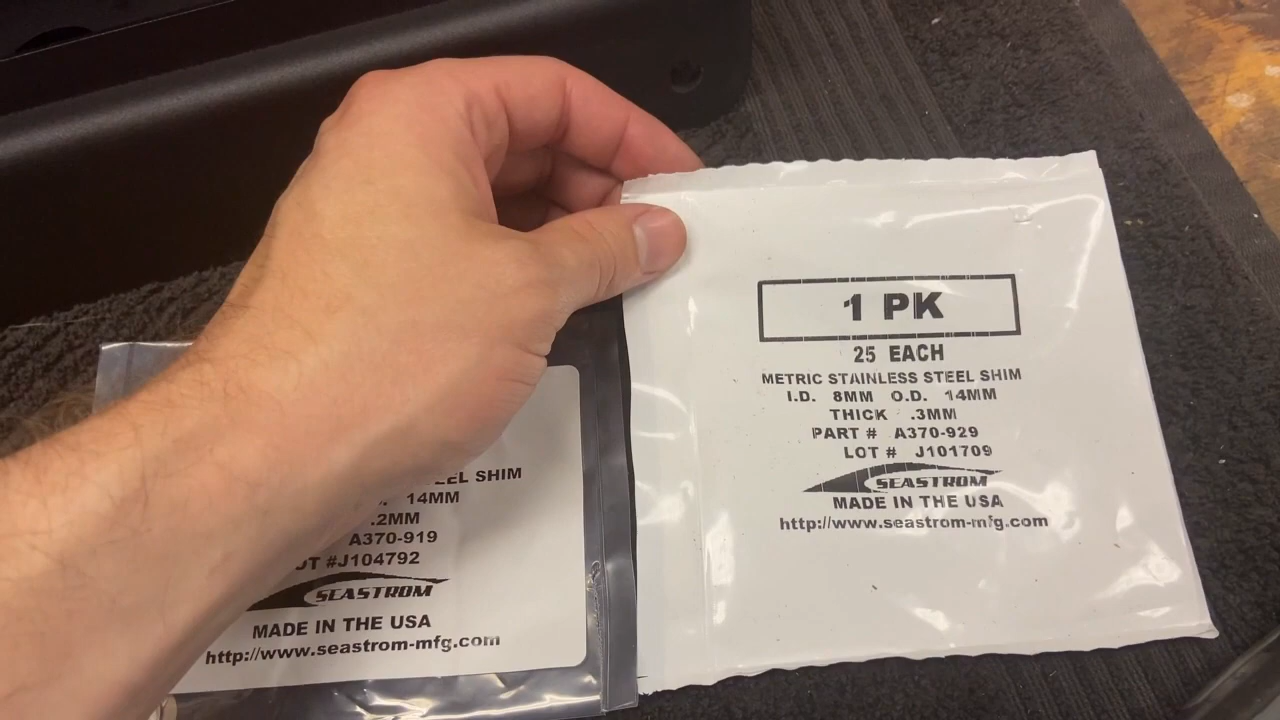 1 PK
25 EACH
METRIC STAINLESS STEEL SHIM
I.D. 8MM O.D. 14MM
THICK .3MM
PART # A370-929
LOT # J101709
SEASTROM
MADE IN THE USA
http://www.seastrom-mfg.com
SHIM
14MM
.2MM
A370-919
#J104792
SEASTROM
MADE IN THE USA
http://www.seastrom-mfg.com